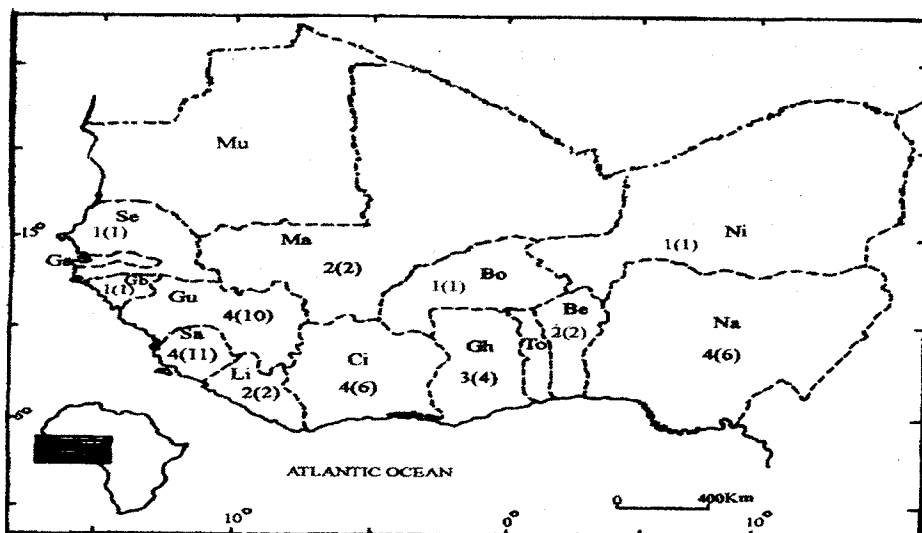 Mu
Se
1(1)
15°
Ma
2(2)
Ni
1(1)
Ga
Gb
1(1)
Bo
1(1)
Gu
4(10)
Be
2(2)
Na
4(6)
Sa
4(11)
Ci
4(6)
Gh
3(4)
To
Li
2(2)
ATLANTIC OCEAN
0 400Km
10° 0° 10°